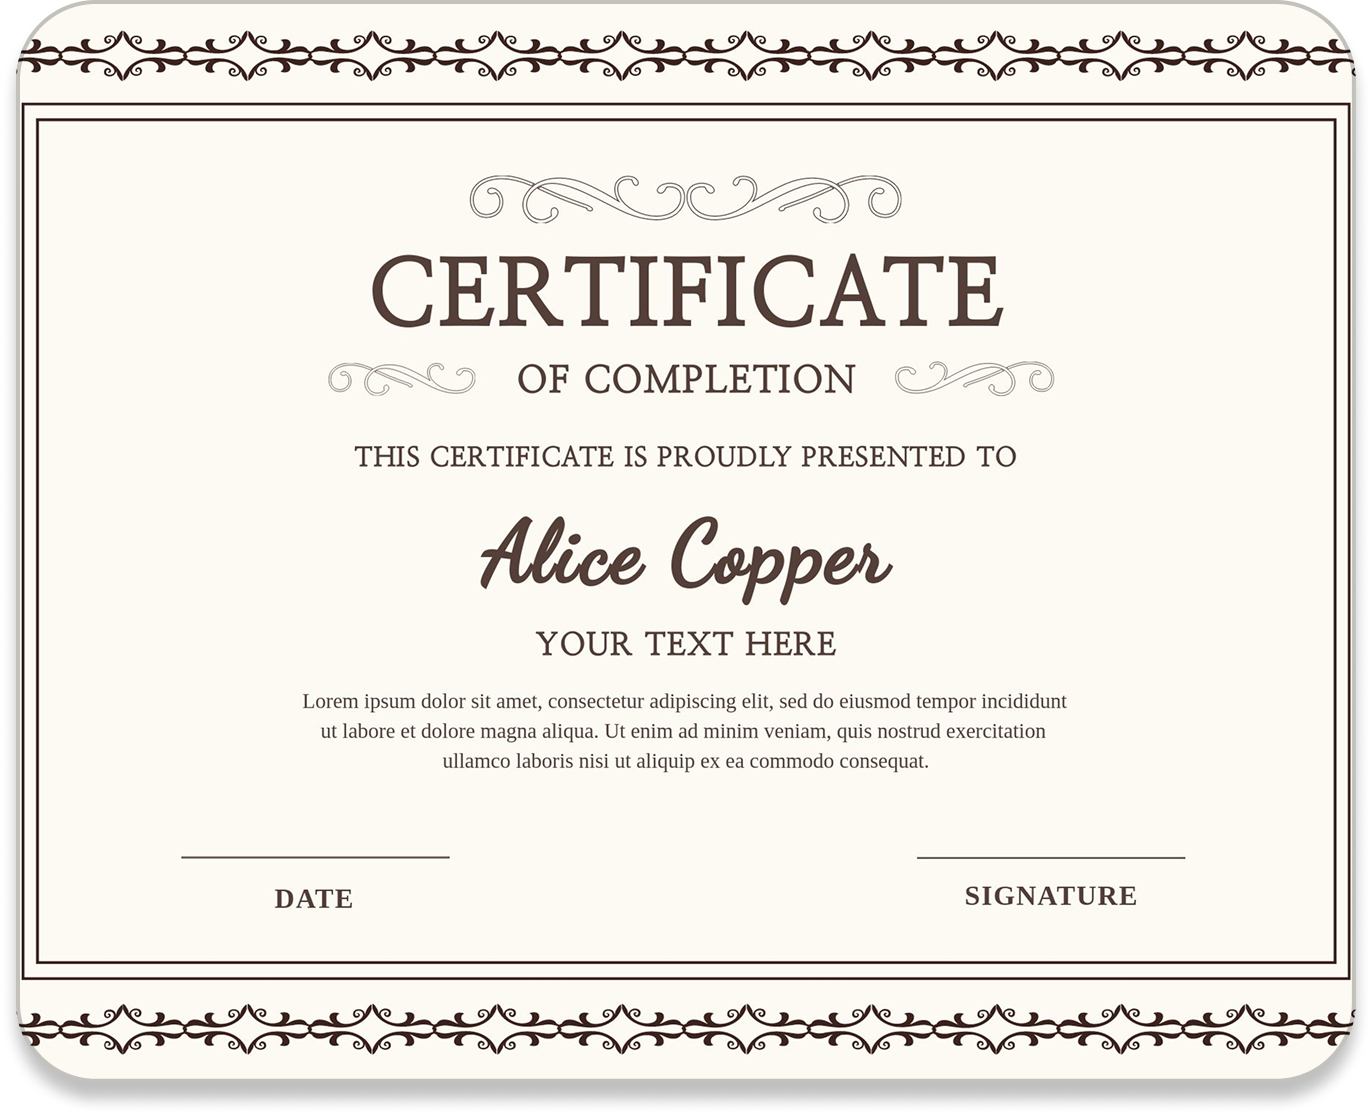 CERTIFICATE
OF COMPLETION
THIS CERTIFICATE IS PROUDLY PRESENTED TO
Alice Copper
YOUR TEXT HERE
Lorem ipsum dolor sit amet, consectetur adipiscing elit, sed do eiusmod tempor incididunt
ut labore et dolore magna aliqua. Ut enim ad minim veniam, quis nostrud exercitation
ullamco laboris nisi ut aliquip ex ea commodo consequat.
DATE
SIGNATURE